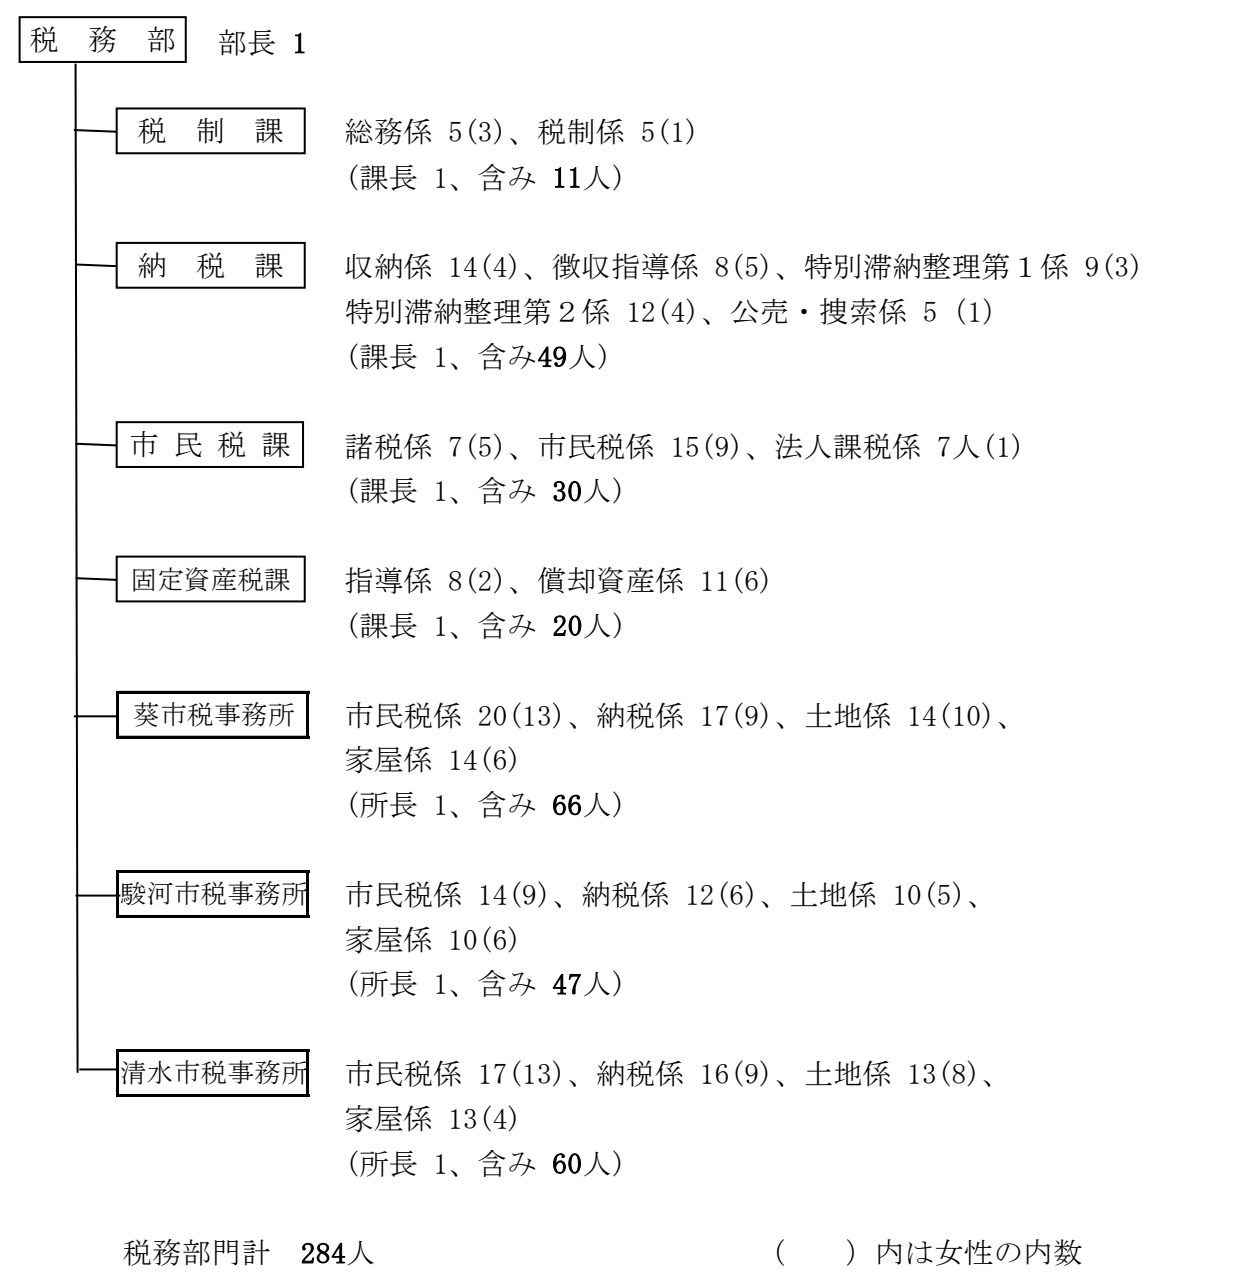 税　務　部　部長 1
税　制　課　総務係 5(3)、税制係 5(1)
(課長 1、含み 11人)
納　税　課　収納係 14(4)、徴収指導係 8(5)、特別滞納整理第１係 9(3)
特別滞納整理第２係 12(4)、公売・捜索係 5 (1)
(課長 1、含み49人)
市 民 税 課　諸税係 7(5)、市民税係 15(9)、法人課税係 7人(1)
(課長 1、含み 30人)
固定資産税課　指導係 8(2)、償却資産係 11(6)
(課長 1、含み 20人)
葵市税事務所　市民税係 20(13)、納税係 17(9)、土地係 14(10)、
家屋係 14(6)
(所長 1、含み 66人)
駿河市税事務所　市民税係 14(9)、納税係 12(6)、土地係 10(5)、
家屋係 10(6)
(所長 1、含み 47人)
清水市税事務所　市民税係 17(13)、納税係 16(9)、土地係 13(8)、
家屋係 13(4)
(所長 1、含み 60人)
税務部門計　284人　(　　) 内は女性の内数